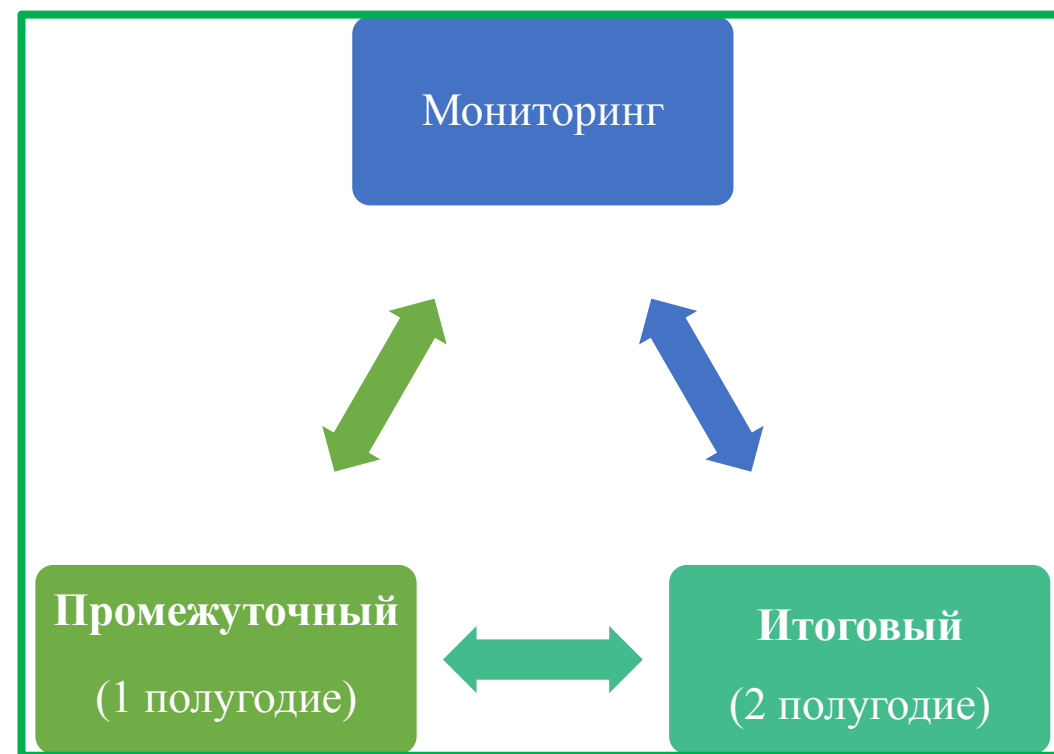 Мониторинг
Промежуточный
(1 полугодие)
Итоговый
(2 полугодие)